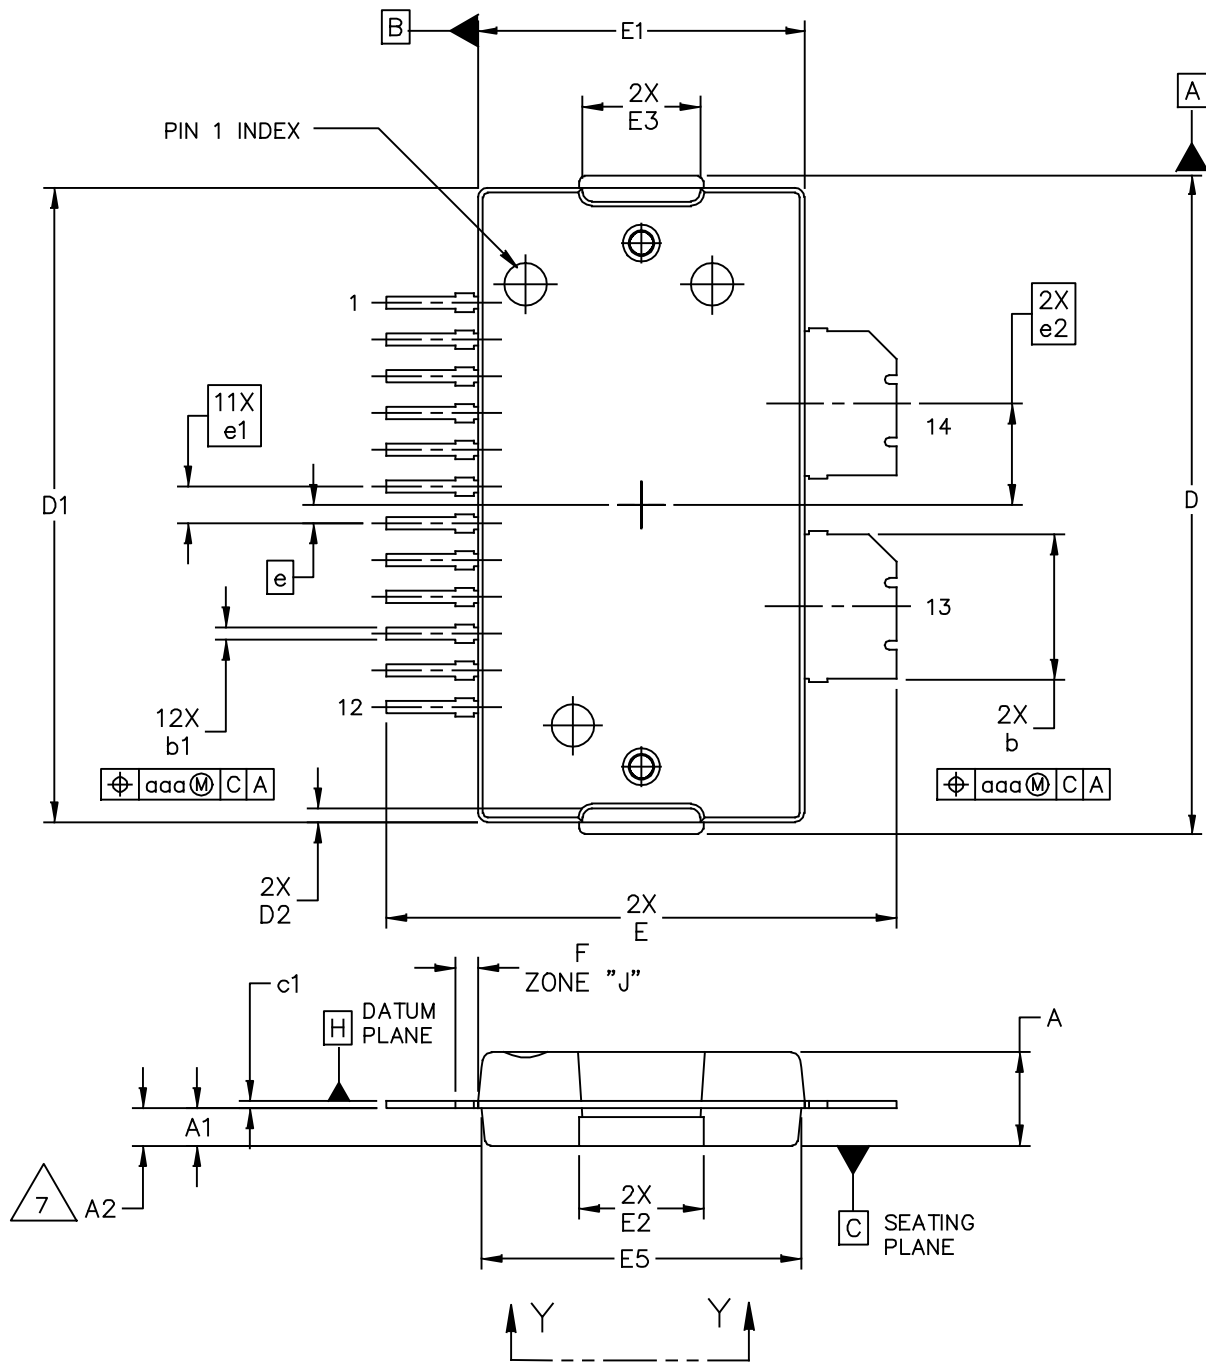 B
E1
2X
E3
A
PIN 1 INDEX
1
2X
e2
11X
e1
14
D1
D
e
13
12
12X
b1
2X
b
aaa Ⓜ C A
aaa Ⓜ C A
2X
D2
2X
E
F
ZONE "J"
c1
H
DATUM
PLANE
A
A1
7
A2
2X
E2
C
SEATING
PLANE
E5
Y
Y